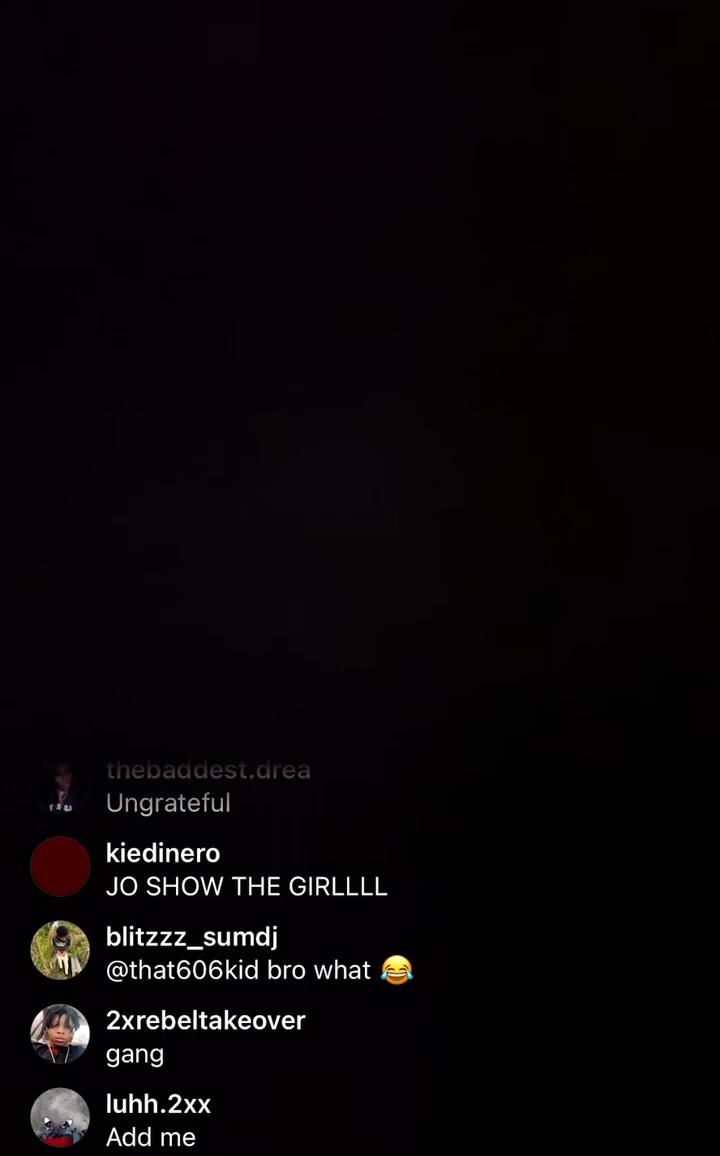 thebaddest.drea
Ungrateful
kiedinero
JO SHOW THE GIRLLLL
blitzzz_sumdj
@that606kid bro what 😂
2xrebeltakeover
gang
luhh.2xx
Add me